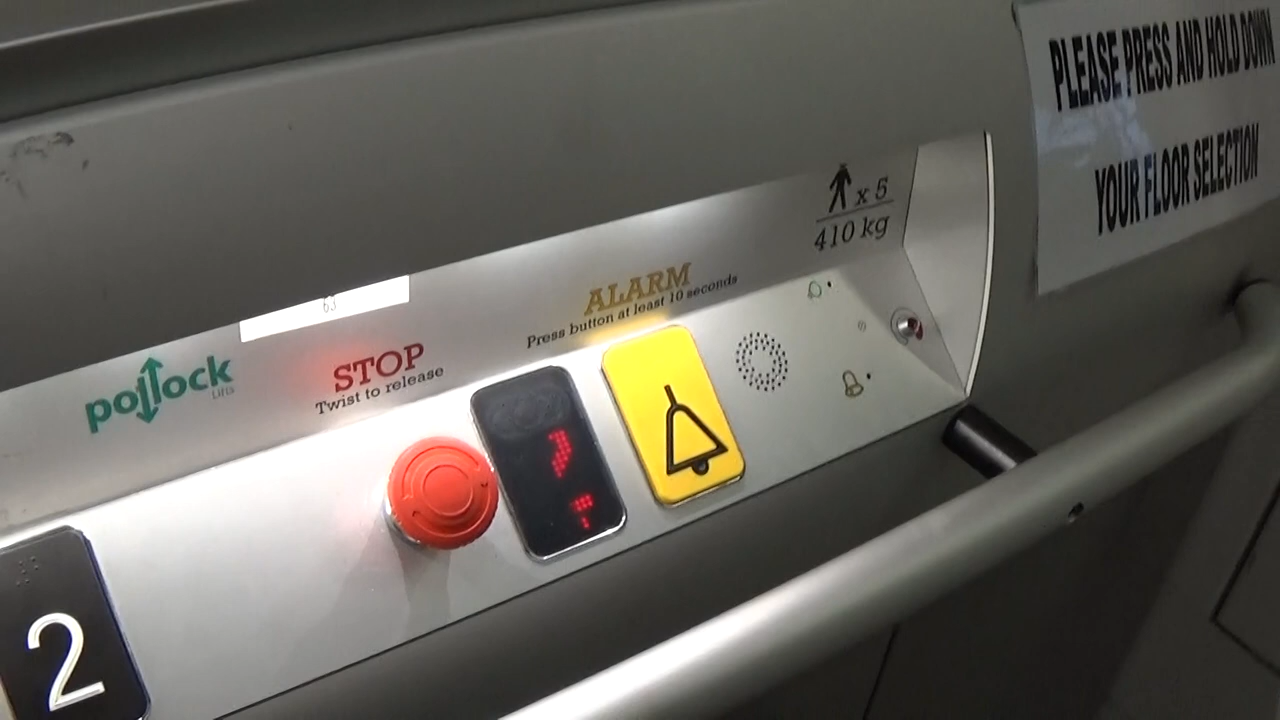 PLEASE PRESS AND HOLD DOWN
YOUR FLOOR SELECTION
x 5
410 kg
63
pollock
Lifts
STOP
Twist to release
ALARM
Press button at least 10 seconds
2